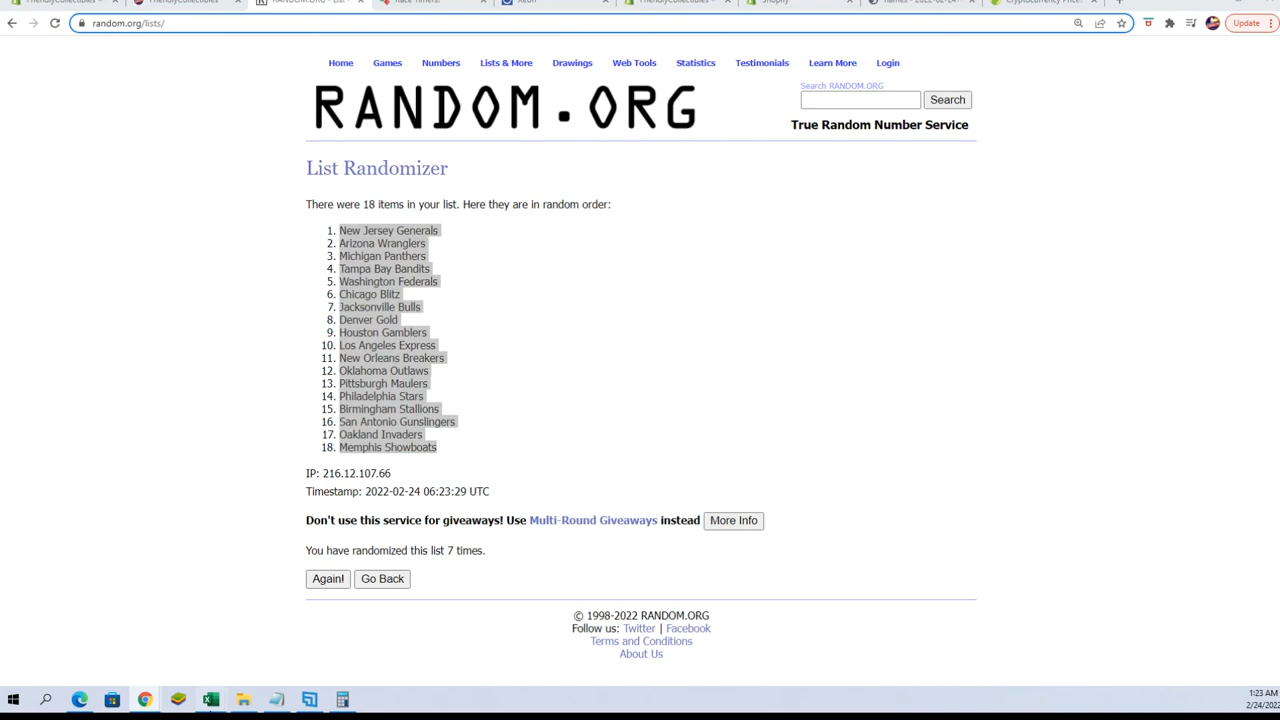 random.org/lists/
Update
Home Games Numbers Lists & More Drawings Web Tools Statistics Testimonials Learn More Login
RANDOM.ORG
Search RANDOM.ORG
Search
True Random Number Service
List Randomizer
There were 18 items in your list. Here they are in random order:
1. New Jersey Generals
2. Arizona Wranglers
3. Michigan Panthers
4. Tampa Bay Bandits
5. Washington Federals
6. Chicago Blitz
7. Jacksonville Bulls
8. Denver Gold
9. Houston Gamblers
10. Los Angeles Express
11. New Orleans Breakers
12. Oklahoma Outlaws
13. Pittsburgh Maulers
14. Philadelphia Stars
15. Birmingham Stallions
16. San Antonio Gunslingers
17. Oakland Invaders
18. Memphis Showboats
IP: 216.12.107.66
Timestamp: 2022-02-24 06:23:29 UTC
Don't use this service for giveaways! Use Multi-Round Giveaways instead More Info
You have randomized this list 7 times.
Again! Go Back
© 1998-2022 RANDOM.ORG
Follow us: Twitter | Facebook
Terms and Conditions
About Us
1:23 AM
2/24/2022